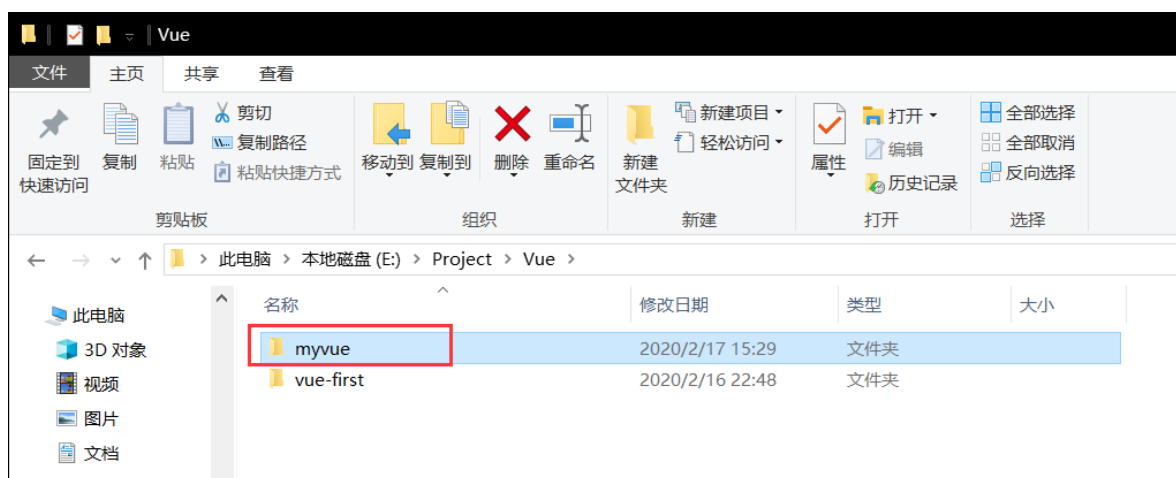 Vue
文件 主页 共享 查看
固定到 快速访问
复制
粘贴
剪切
复制路径
粘贴快捷方式
移动到
复制到
删除
重命名
新建 文件夹
新建项目
轻松访问
属性
打开
编辑
历史记录
全部选择
全部取消
反向选择
剪贴板 组织 新建 打开 选择
此电脑 > 本地磁盘 (E:) > Project > Vue >
名称 修改日期 类型 大小
此电脑
3D 对象
视频
图片
文档
myvue 2020/2/17 15:29 文件夹
vue-first 2020/2/16 22:48 文件夹